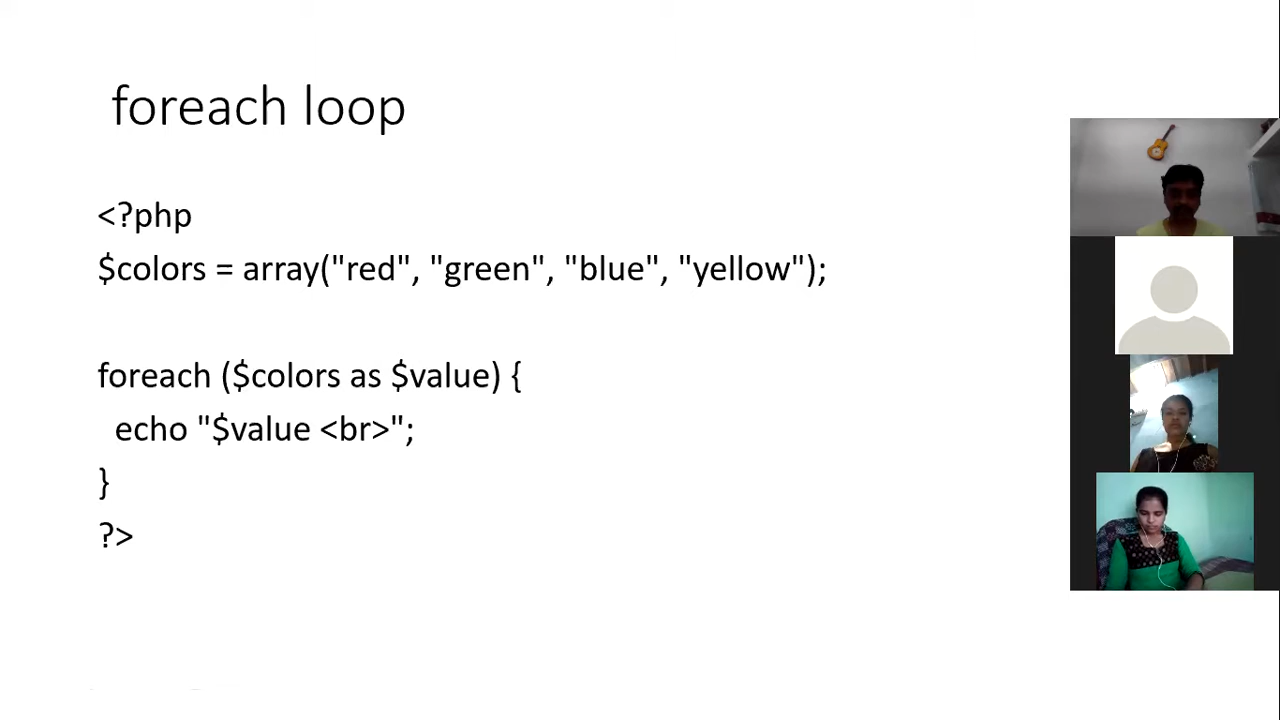 foreach loop
<?php
$colors = array("red", "green", "blue", "yellow");
foreach ($colors as $value) {
echo "$value <br>";
}
?>